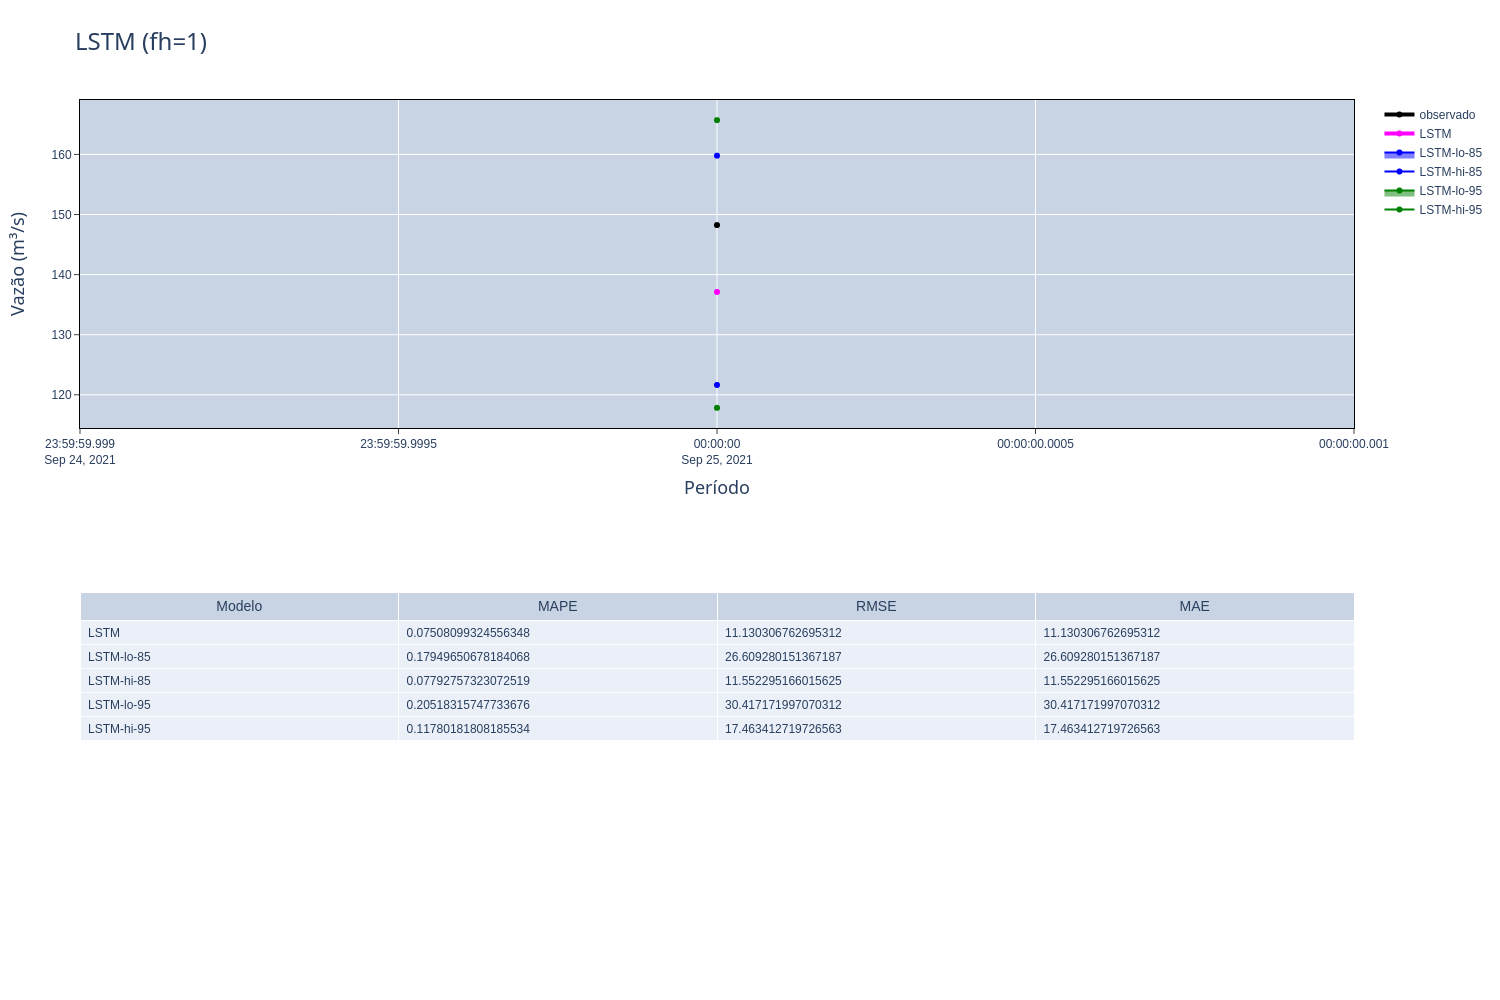 LSTM (fh=1)
observado
LSTM
LSTM-lo-85
LSTM-hi-85
LSTM-lo-95
LSTM-hi-95
Vazão (m³/s)
160
150
140
130
120
23:59:59.999 23:59:59.9995 00:00:00 00:00:00.0005 00:00:00.001
Sep 24, 2021 Sep 25, 2021
Período
Modelo MAPE RMSE MAE
LSTM 0.07508099324556348 11.130306762695312 11.130306762695312
LSTM-lo-85 0.17949650678184068 26.609280151367187 26.609280151367187
LSTM-hi-85 0.07792757323072519 11.552295166015625 11.552295166015625
LSTM-lo-95 0.20518315747733676 30.417171997070312 30.417171997070312
LSTM-hi-95 0.11780181808185534 17.463412719726563 17.463412719726563